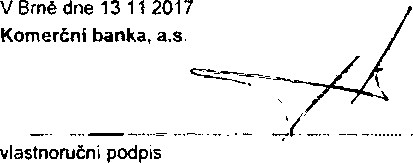 V Brně dne 13 11 2017
Komerční banka, a.s.
vlastnoruční podpis